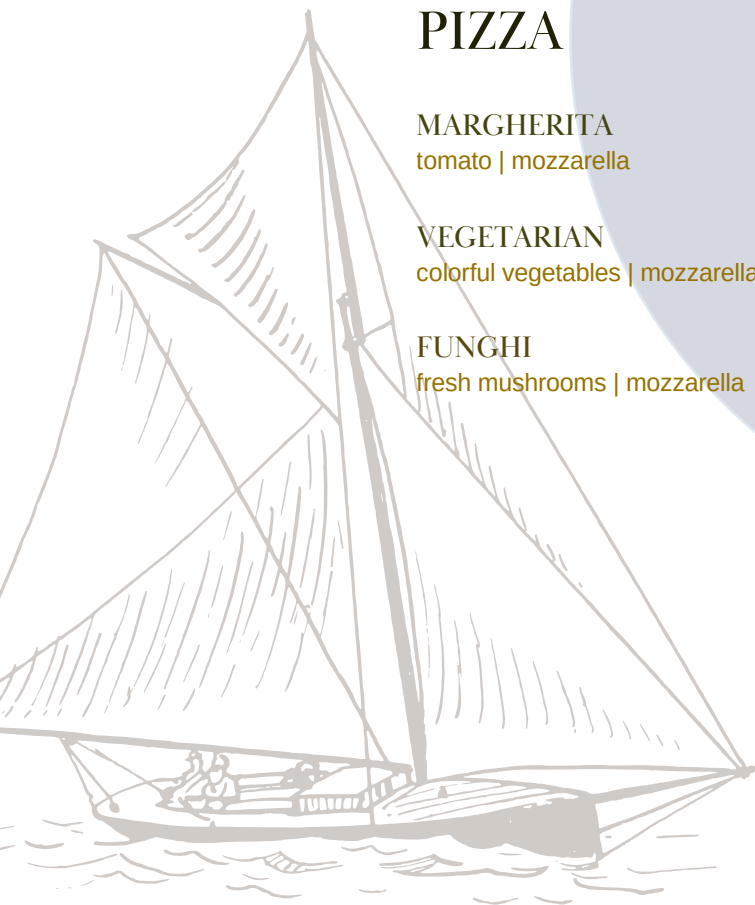 PIZZA
MARGHERITA
tomato | mozzarella
VEGETARIAN
colorful vegetables | mozzarella
FUNGHI
fresh mushrooms | mozzarella